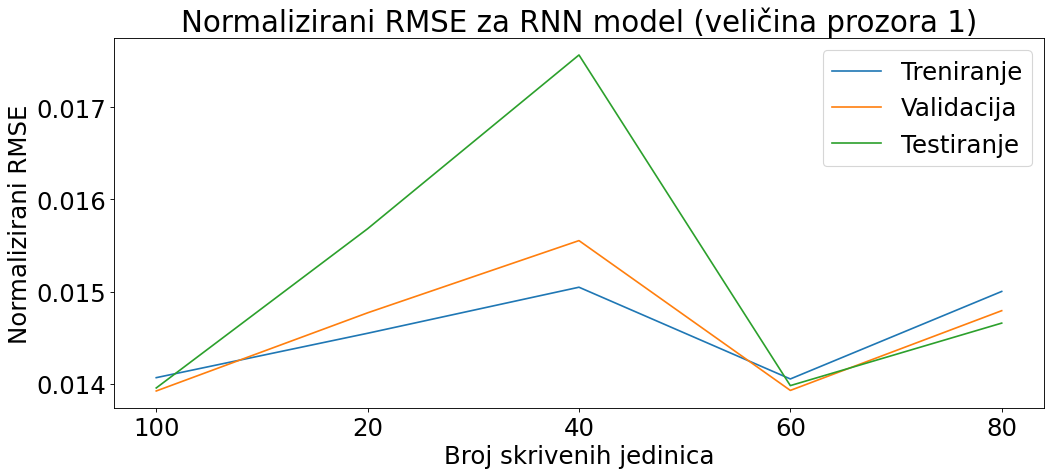 Normalizirani RMSE za RNN model (veličina prozora 1)
Treniranje
Validacija
Testiranje
Normalizirani RMSE
0.017
0.016
0.015
0.014
100 20 40 60 80
Broj skrivenih jedinica